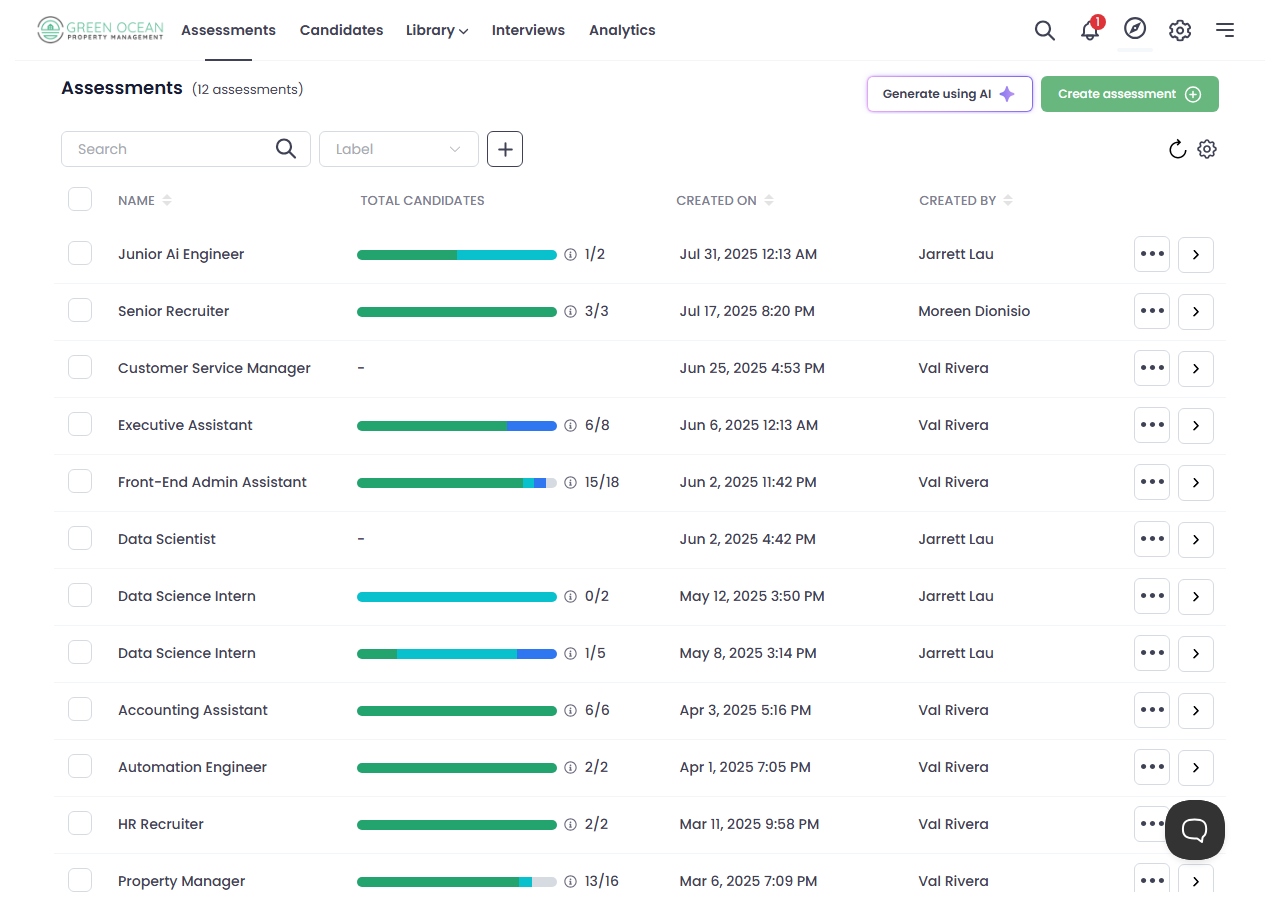 GREEN OCEAN
PROPERTY MANAGEMENT
Assessments Candidates Library Interviews Analytics
1
Assessments (12 assessments)
Generate using AI
Create assessment
Search
Label
NAME TOTAL CANDIDATES CREATED ON CREATED BY
Junior Ai Engineer 1/2 Jul 31, 2025 12:13 AM Jarrett Lau
Senior Recruiter 3/3 Jul 17, 2025 8:20 PM Moreen Dionisio
Customer Service Manager - Jun 25, 2025 4:53 PM Val Rivera
Executive Assistant 6/8 Jun 6, 2025 12:13 AM Val Rivera
Front-End Admin Assistant 15/18 Jun 2, 2025 11:42 PM Val Rivera
Data Scientist - Jun 2, 2025 4:42 PM Jarrett Lau
Data Science Intern 0/2 May 12, 2025 3:50 PM Jarrett Lau
Data Science Intern 1/5 May 8, 2025 3:14 PM Jarrett Lau
Accounting Assistant 6/6 Apr 3, 2025 5:16 PM Val Rivera
Automation Engineer 2/2 Apr 1, 2025 7:05 PM Val Rivera
HR Recruiter 2/2 Mar 11, 2025 9:58 PM Val Rivera
Property Manager 13/16 Mar 6, 2025 7:09 PM Val Rivera